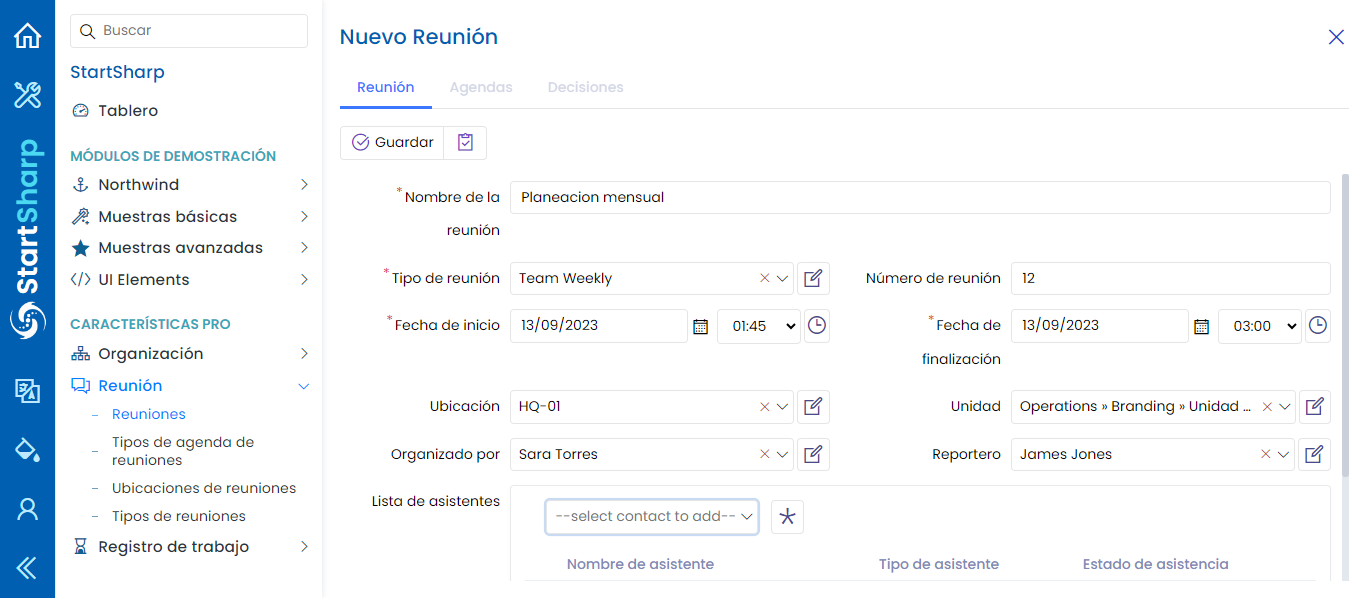 Buscar
StartSharp
Tablero
MÓDULOS DE DEMOSTRACIÓN
Northwind
Muestras básicas
Muestras avanzadas
UI Elements
CARACTERÍSTICAS PRO
Organización
Reunión
Reuniones
Tipos de agenda de
reuniones
Ubicaciones de reuniones
Tipos de reuniones
Registro de trabajo
StartSharp
Nuevo Reunión
Reunión Agendas Decisiones
Guardar
*Nombre de la
reunión
Planeacion mensual
*Tipo de reunión Team Weekly Número de reunión 12
*Fecha de inicio 13/09/2023 01:45
*Fecha de
finalización
13/09/2023 03:00
Ubicación HQ-01 Unidad Operations » Branding » Unidad ...
Organizado por Sara Torres Reportero James Jones
Lista de asistentes
--select contact to add--
Nombre de asistente Tipo de asistente Estado de asistencia